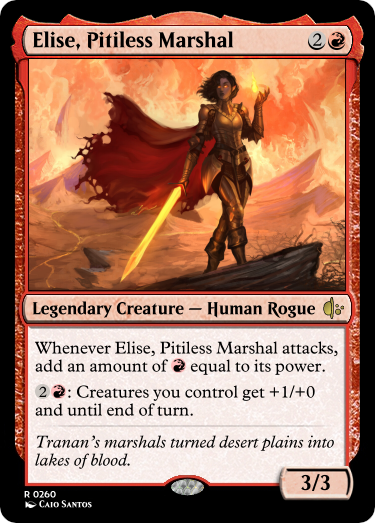 Elise, Pitiless Marshal 2
Legendary Creature — Human Rogue
Whenever Elise, Pitiless Marshal attacks,
add an amount of equal to its power.
2 : Creatures you control get +1/+0
and until end of turn.
Tranan's marshals turned desert plains into
lakes of blood.
3/3
R 0260
Caio Santos